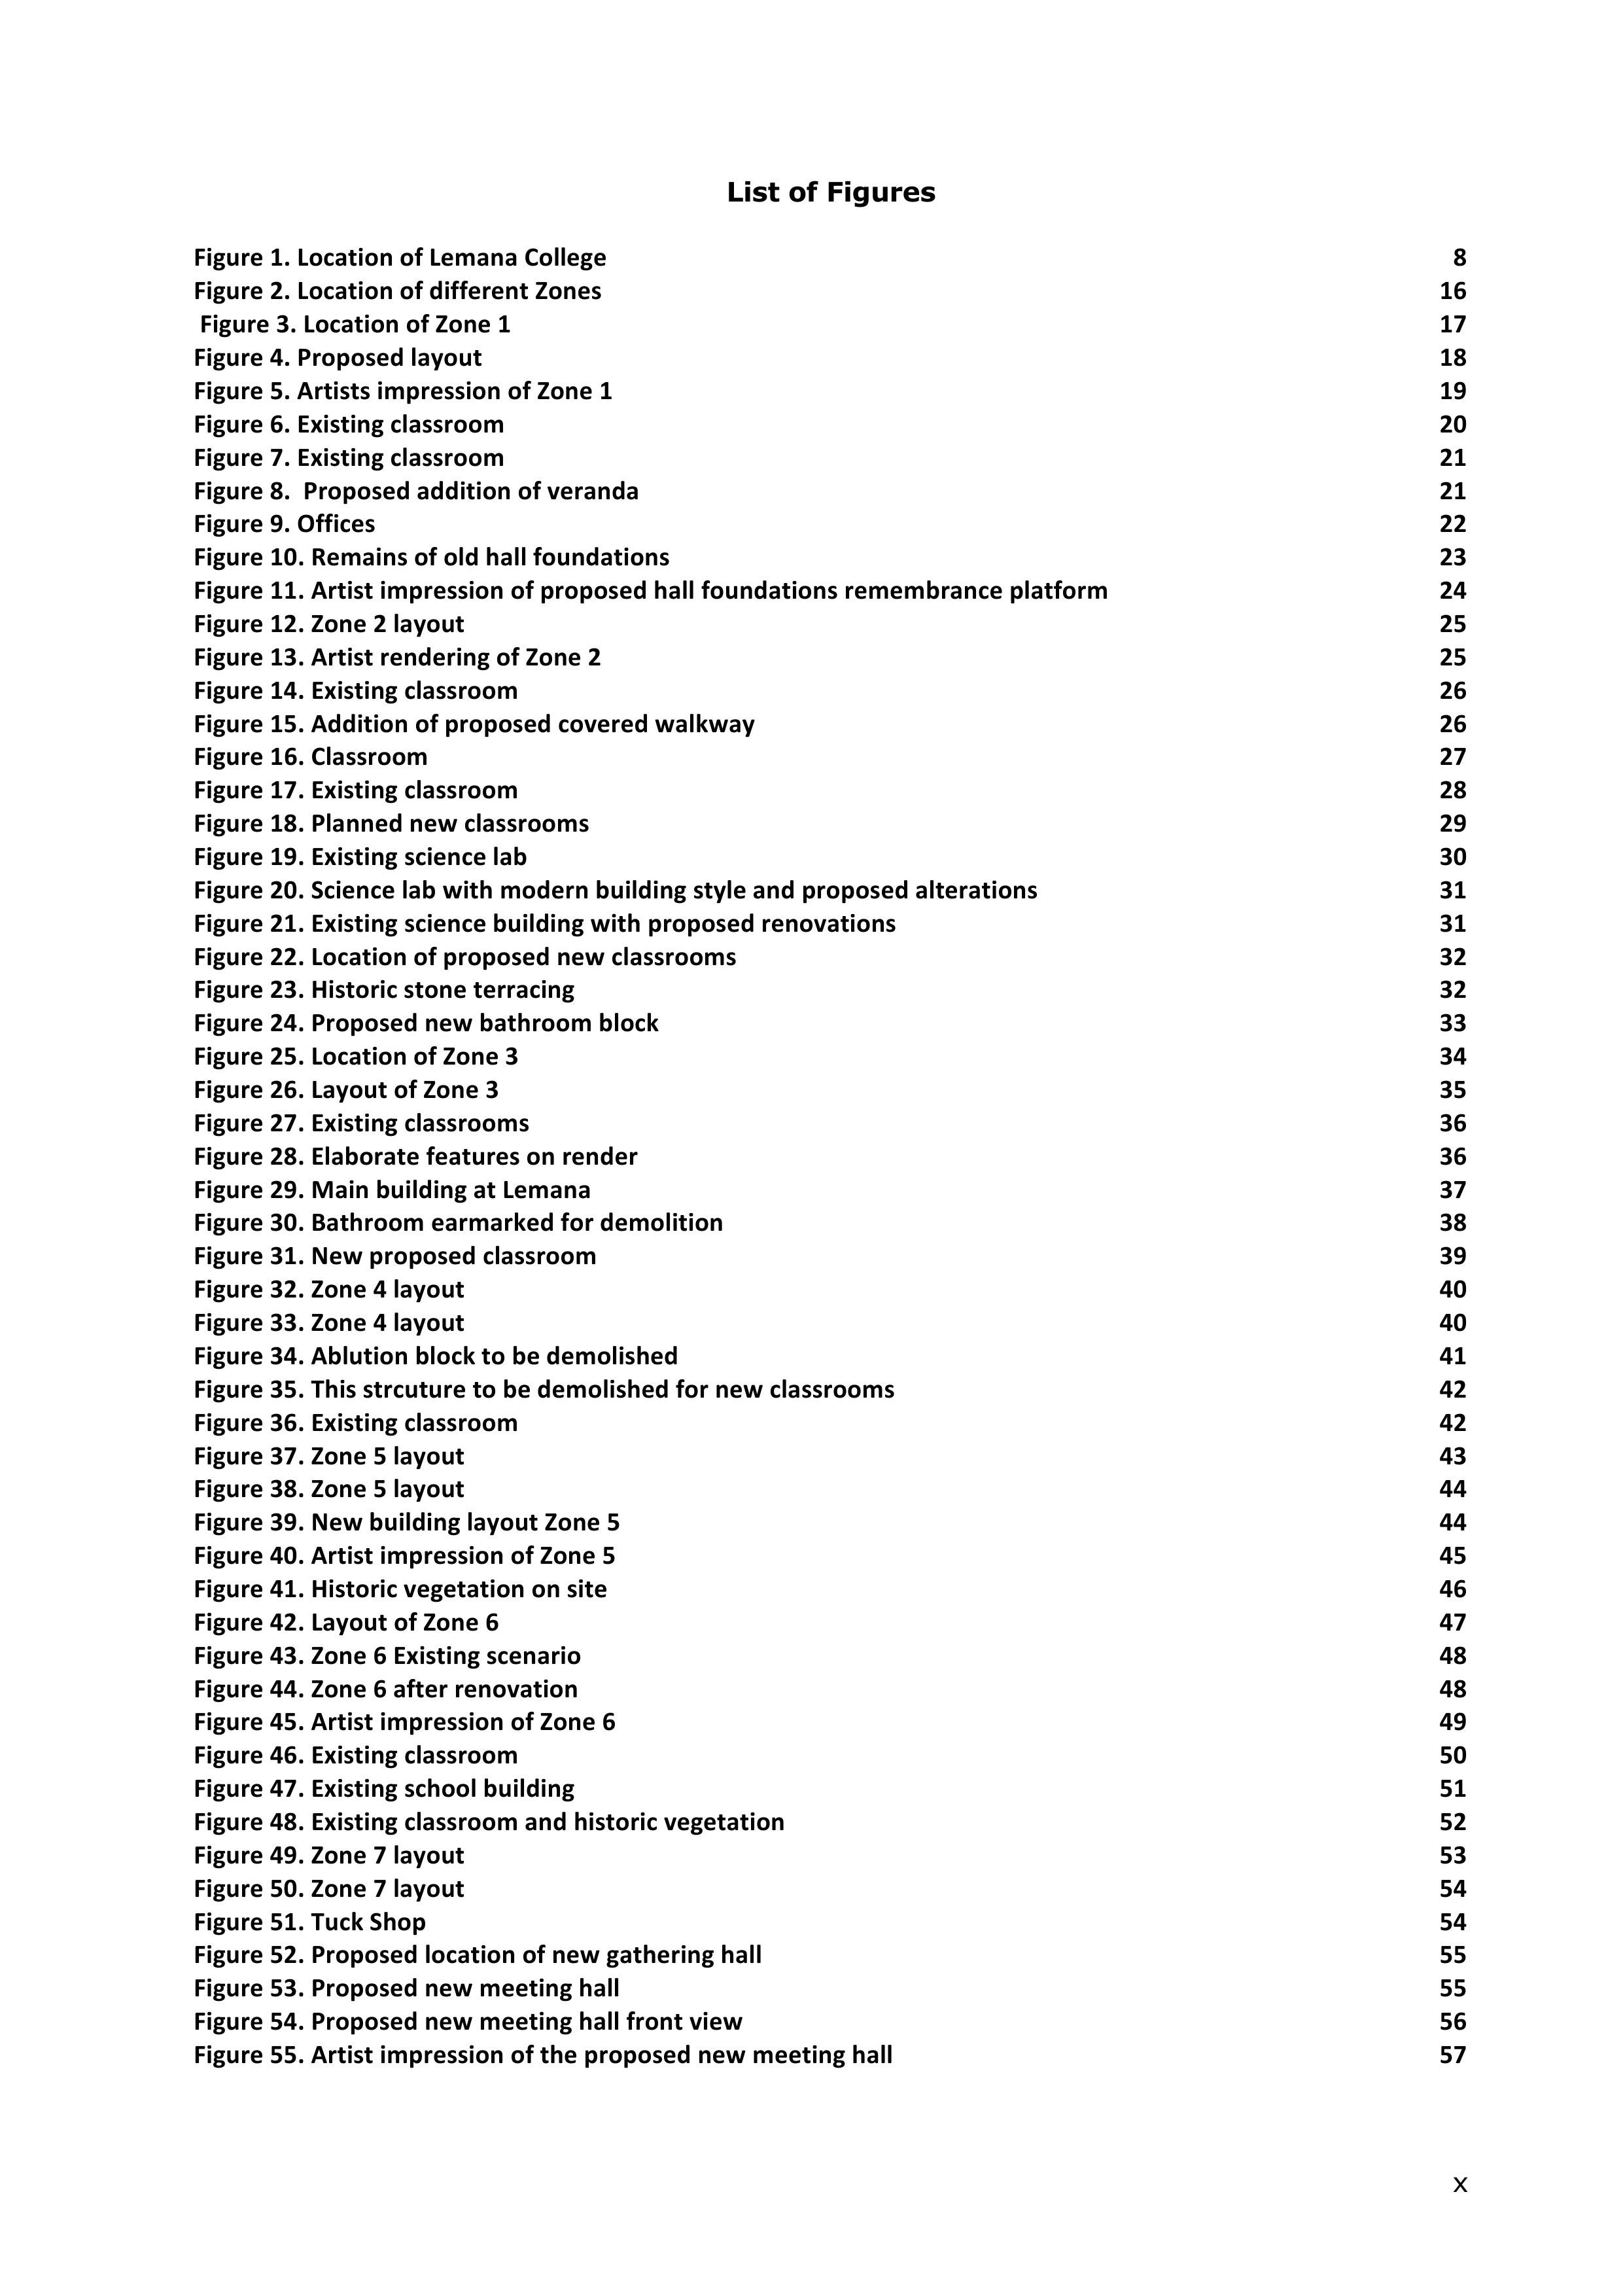 List of Figures
Figure 1. Location of Lemana College 8
Figure 2. Location of different Zones 16
Figure 3. Location of Zone 1 17
Figure 4. Proposed layout 18
Figure 5. Artists impression of Zone 1 19
Figure 6. Existing classroom 20
Figure 7. Existing classroom 21
Figure 8.  Proposed addition of veranda 21
Figure 9. Offices 22
Figure 10. Remains of old hall foundations 23
Figure 11. Artist impression of proposed hall foundations remembrance platform 24
Figure 12. Zone 2 layout 25
Figure 13. Artist rendering of Zone 2 25
Figure 14. Existing classroom 26
Figure 15. Addition of proposed covered walkway 26
Figure 16. Classroom 27
Figure 17. Existing classroom 28
Figure 18. Planned new classrooms 29
Figure 19. Existing science lab 30
Figure 20. Science lab with modern building style and proposed alterations 31
Figure 21. Existing science building with proposed renovations 31
Figure 22. Location of proposed new classrooms 32
Figure 23. Historic stone terracing 32
Figure 24. Proposed new bathroom block 33
Figure 25. Location of Zone 3 34
Figure 26. Layout of Zone 3 35
Figure 27. Existing classrooms 36
Figure 28. Elaborate features on render 36
Figure 29. Main building at Lemana 37
Figure 30. Bathroom earmarked for demolition 38
Figure 31. New proposed classroom 39
Figure 32. Zone 4 layout 40
Figure 33. Zone 4 layout 40
Figure 34. Ablution block to be demolished 41
Figure 35. This strcuture to be demolished for new classrooms 42
Figure 36. Existing classroom 42
Figure 37. Zone 5 layout 43
Figure 38. Zone 5 layout 44
Figure 39. New building layout Zone 5 44
Figure 40. Artist impression of Zone 5 45
Figure 41. Historic vegetation on site 46
Figure 42. Layout of Zone 6 47
Figure 43. Zone 6 Existing scenario 48
Figure 44. Zone 6 after renovation 48
Figure 45. Artist impression of Zone 6 49
Figure 46. Existing classroom 50
Figure 47. Existing school building 51
Figure 48. Existing classroom and historic vegetation 52
Figure 49. Zone 7 layout 53
Figure 50. Zone 7 layout 54
Figure 51. Tuck Shop 54
Figure 52. Proposed location of new gathering hall 55
Figure 53. Proposed new meeting hall 55
Figure 54. Proposed new meeting hall front view 56
Figure 55. Artist impression of the proposed new meeting hall 57
x